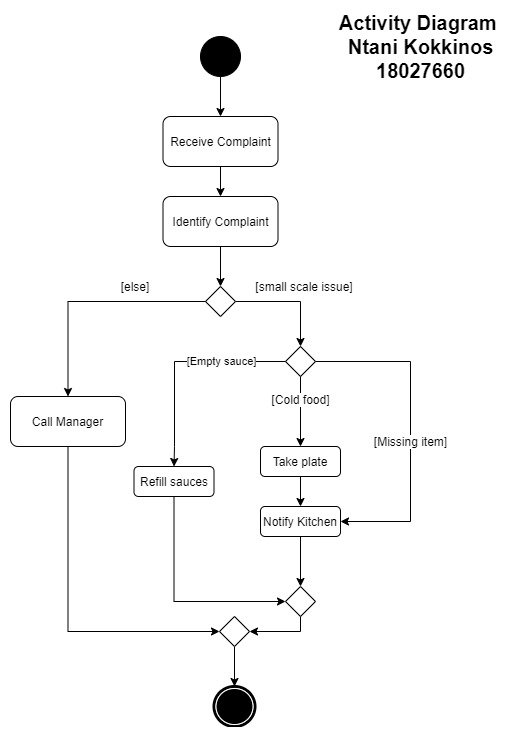 Activity Diagram
Ntani Kokkinos
18027660
Receive Complaint
Identify Complaint
[else]
[small scale issue]
[Empty sauce]
[Cold food]
[Missing item]
Call Manager
Take plate
Refill sauces
Notify Kitchen